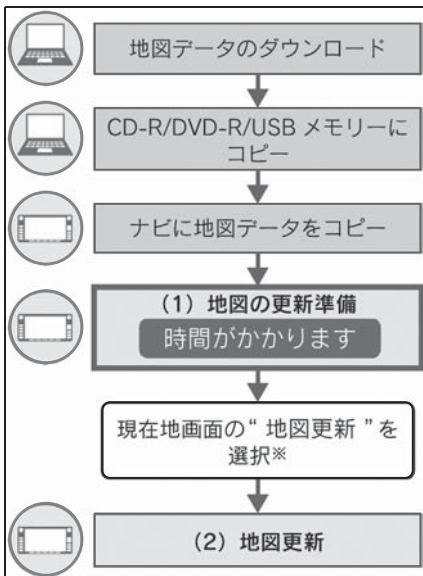 地図データのダウンロード
CD-R/DVD-R/USB メモリーに
コピー
ナビに地図データをコピー
(1) 地図の更新準備
時間がかかります
現在地画面の“ 地図更新 ”を
選択※
(2) 地図更新